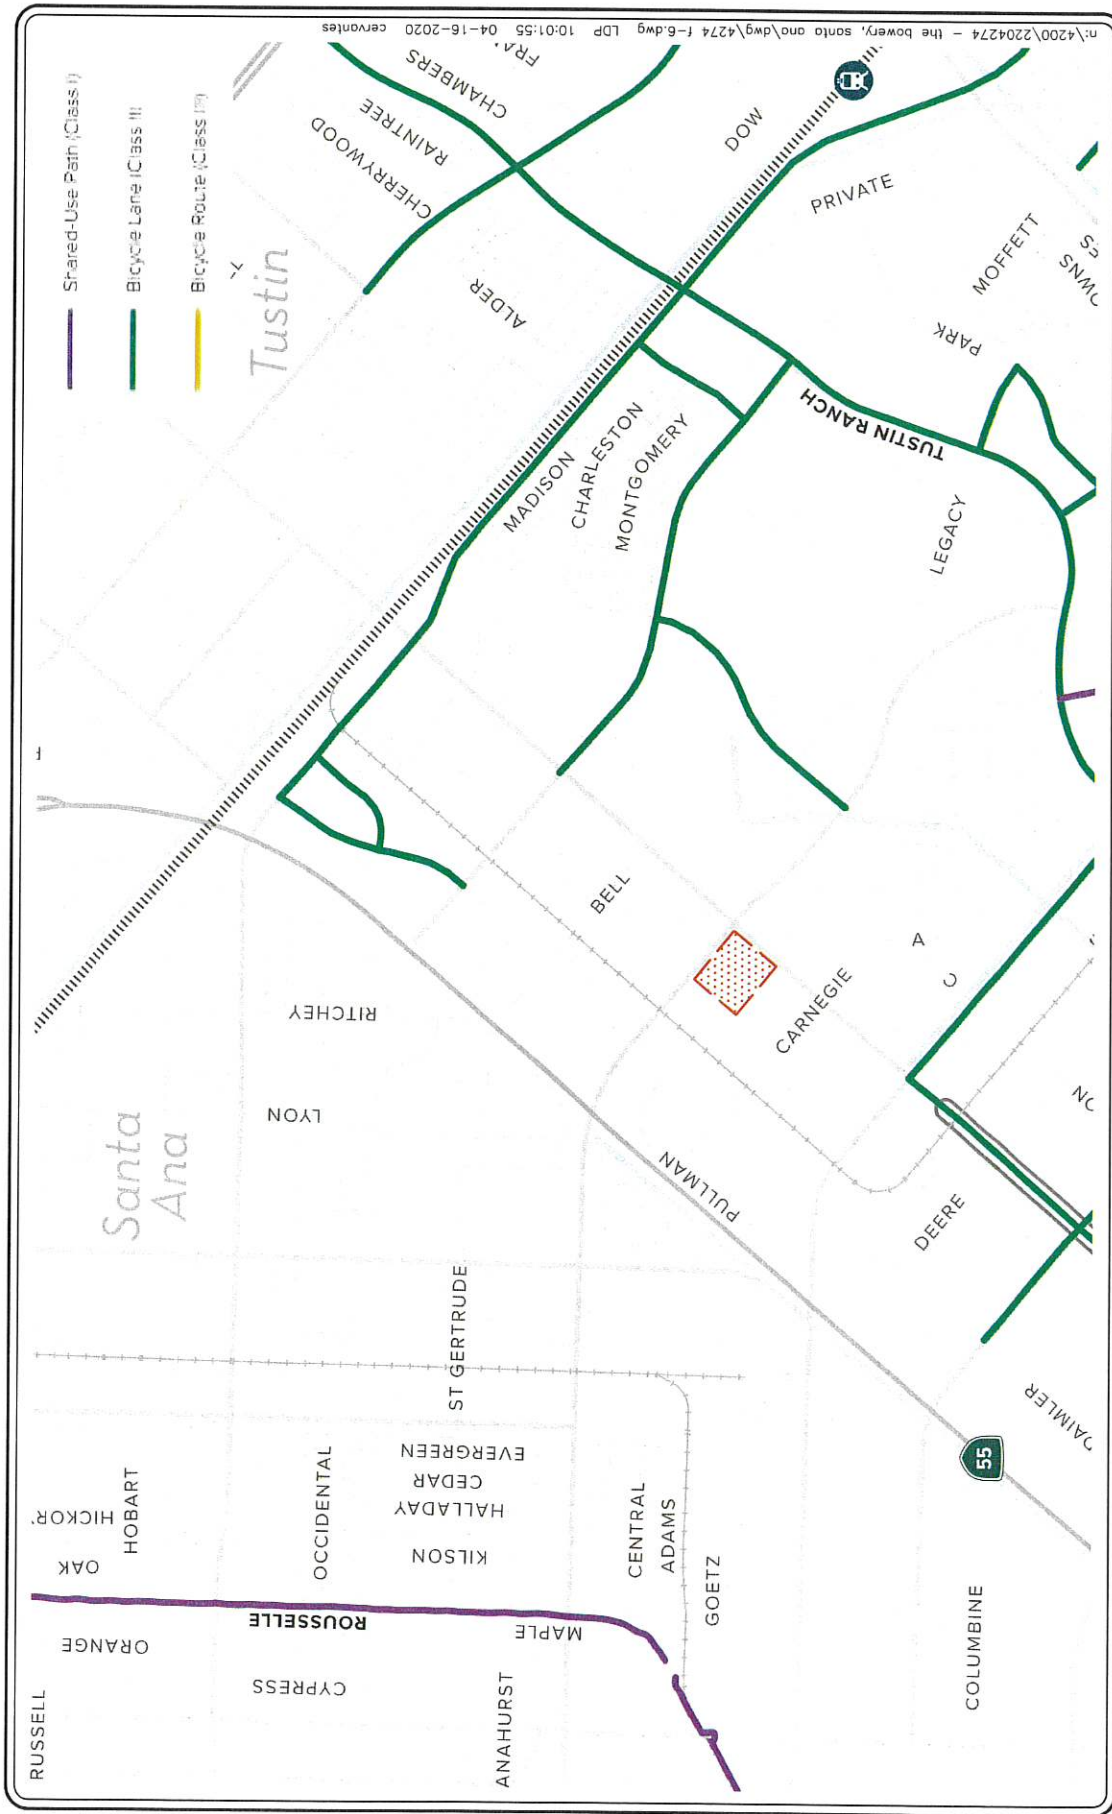 n:\4200\2204274 - the bowery, santa ana\dwg\4274 f-6.dwg LDP 10:01:55 04-16-2020 cervantes
Shared-Use Path (Class I)
Bicycle Lane (Class II)
Bicycle Route (Class III)
Tustin
Santa
Ana
FRA
CHAMBERS
RAINTREE
CHERRYWOOD
ALDER
DOW
PRIVATE
MOFFETT
OWNS
PARK
TUSTIN RANCH
MADISON
CHARLESTON
MONTGOMERY
LEGACY
BELL
CARNEGIE
A
RITCHEY
LYON
PULLMAN
DEERE
DAIMLER
55
ST GERTRUDE
EVERGREEN
CEDAR
HALLADAY
KILSON
HICKOR
HOBART
OAK
OCCIDENTAL
CENTRAL
ADAMS
GOETZ
COLUMBINE
ROUSSELLE
MAPLE
ORANGE
CYPRESS
RUSSELL
ANAHURST